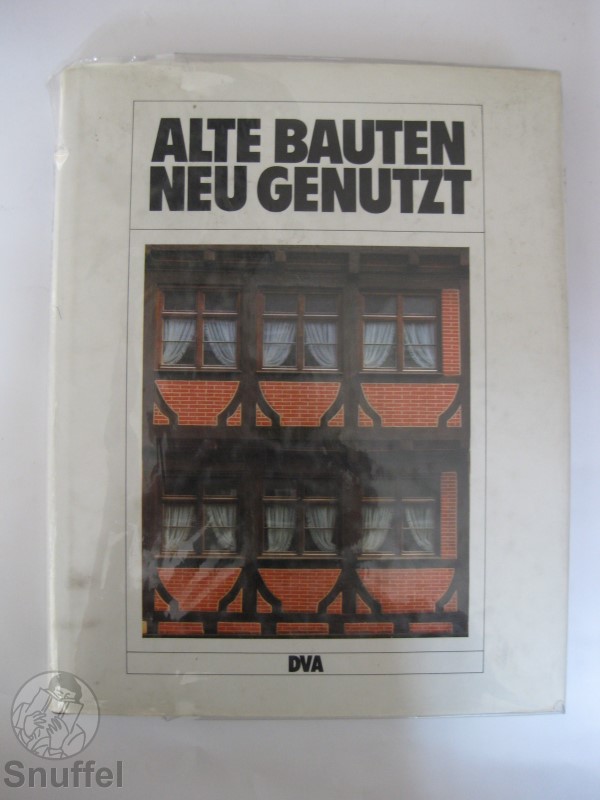 ALTE BAUTEN
NEU GENUTZT
DVA
Snuffel